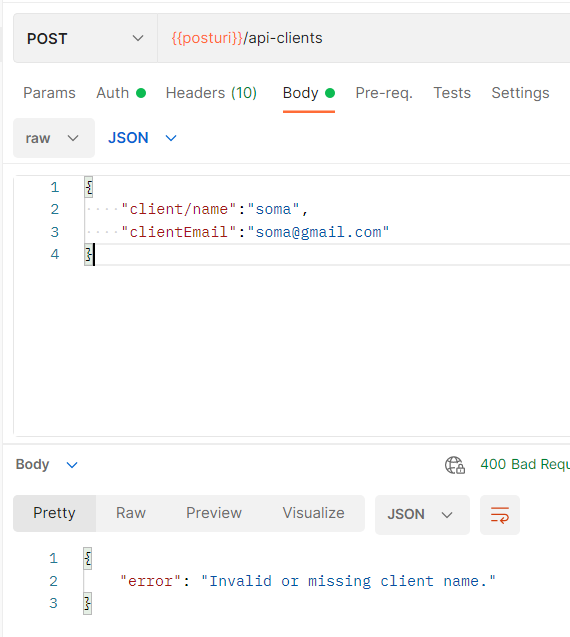 POST {{posturi}}/api-clients
Params Auth Headers (10) Body Pre-req. Tests Settings
raw JSON
1 {
2 "client/name":"soma",
3 "clientEmail":"soma@gmail.com"
4 }
Body 400 Bad Requ
Pretty Raw Preview Visualize JSON
1 {
2 "error": "Invalid or missing client name."
3 }